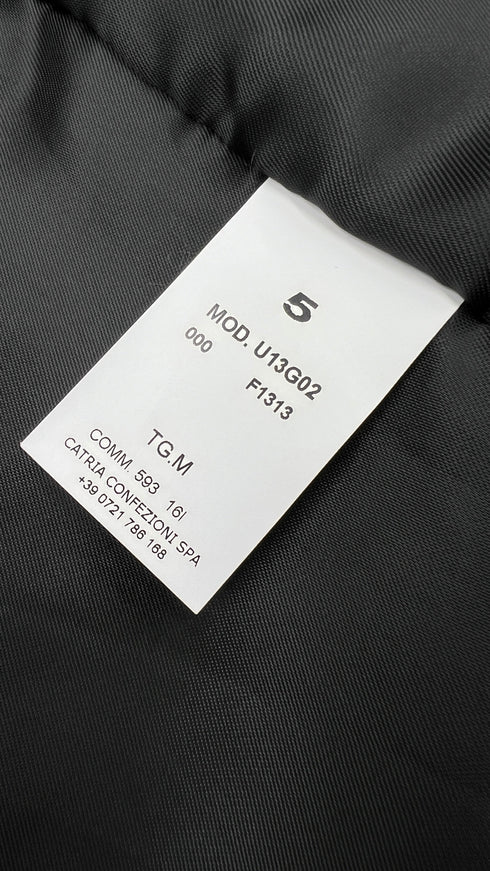 5
MOD. U13G02
000 F1313
TG.M
COMM. 593 16I
CATRIA CONFEZIONI SPA
+39 0721 786 168